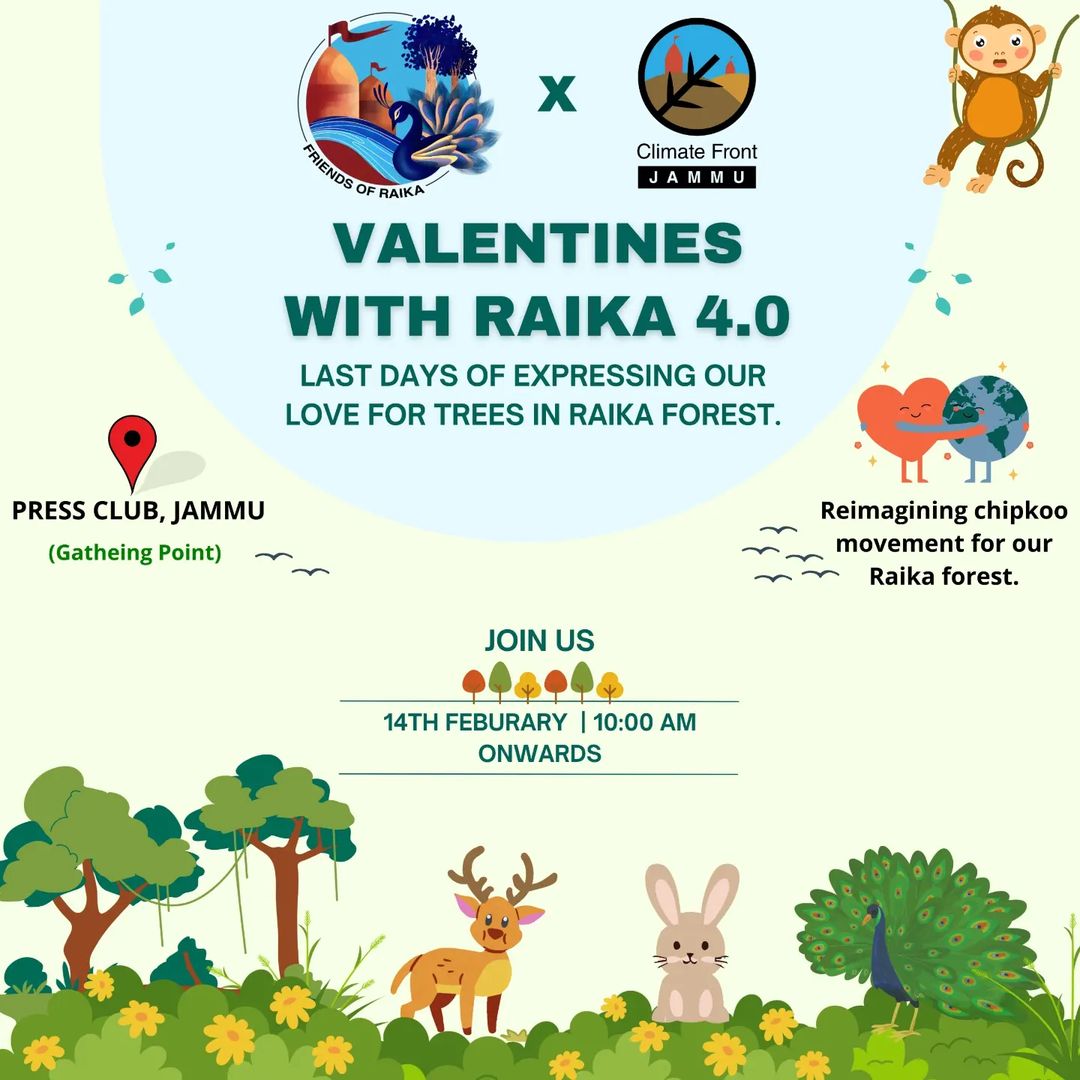 FRIENDS OF RAIKA
X
Climate Front
JAMMU
VALENTINES
WITH RAIKA 4.0
LAST DAYS OF EXPRESSING OUR
LOVE FOR TREES IN RAIKA FOREST.
PRESS CLUB, JAMMU
(Gatheing Point)
Reimagining chipkoo
movement for our
Raika forest.
JOIN US
14TH FEBURARY | 10:00 AM
ONWARDS